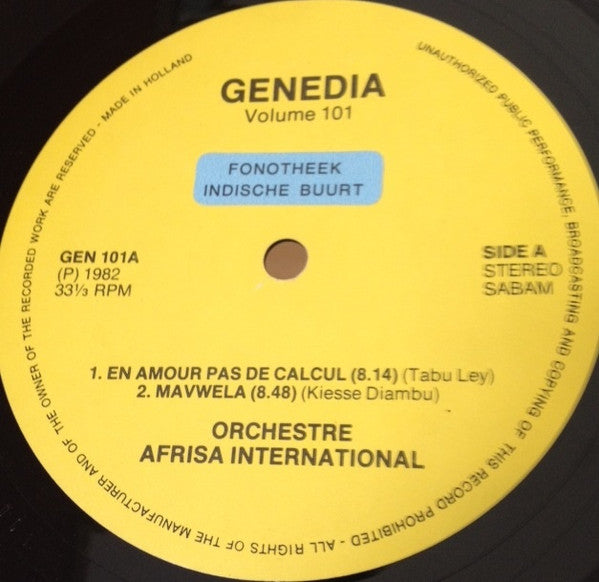 GENEDIA
Volume 101
FONOTHEEK
INDISCHE BUURT
GEN 101A
(P) 1982
33⅓ RPM
SIDE A
STEREO
SABAM
1. EN AMOUR PAS DE CALCUL (8.14) (Tabu Ley)
2. MAVWELA (8.48) (Kiesse Diambu)
ORCHESTRE
AFRISA INTERNATIONAL
UNAUTHORIZED PUBLIC PERFORMANCE, BROADCASTING AND COPYING OF THIS RECORD PROHIBITED - ALL RIGHTS OF THE MANUFACTURER AND OF THE OWNER OF THE RECORDED WORK ARE RESERVED - MADE IN HOLLAND